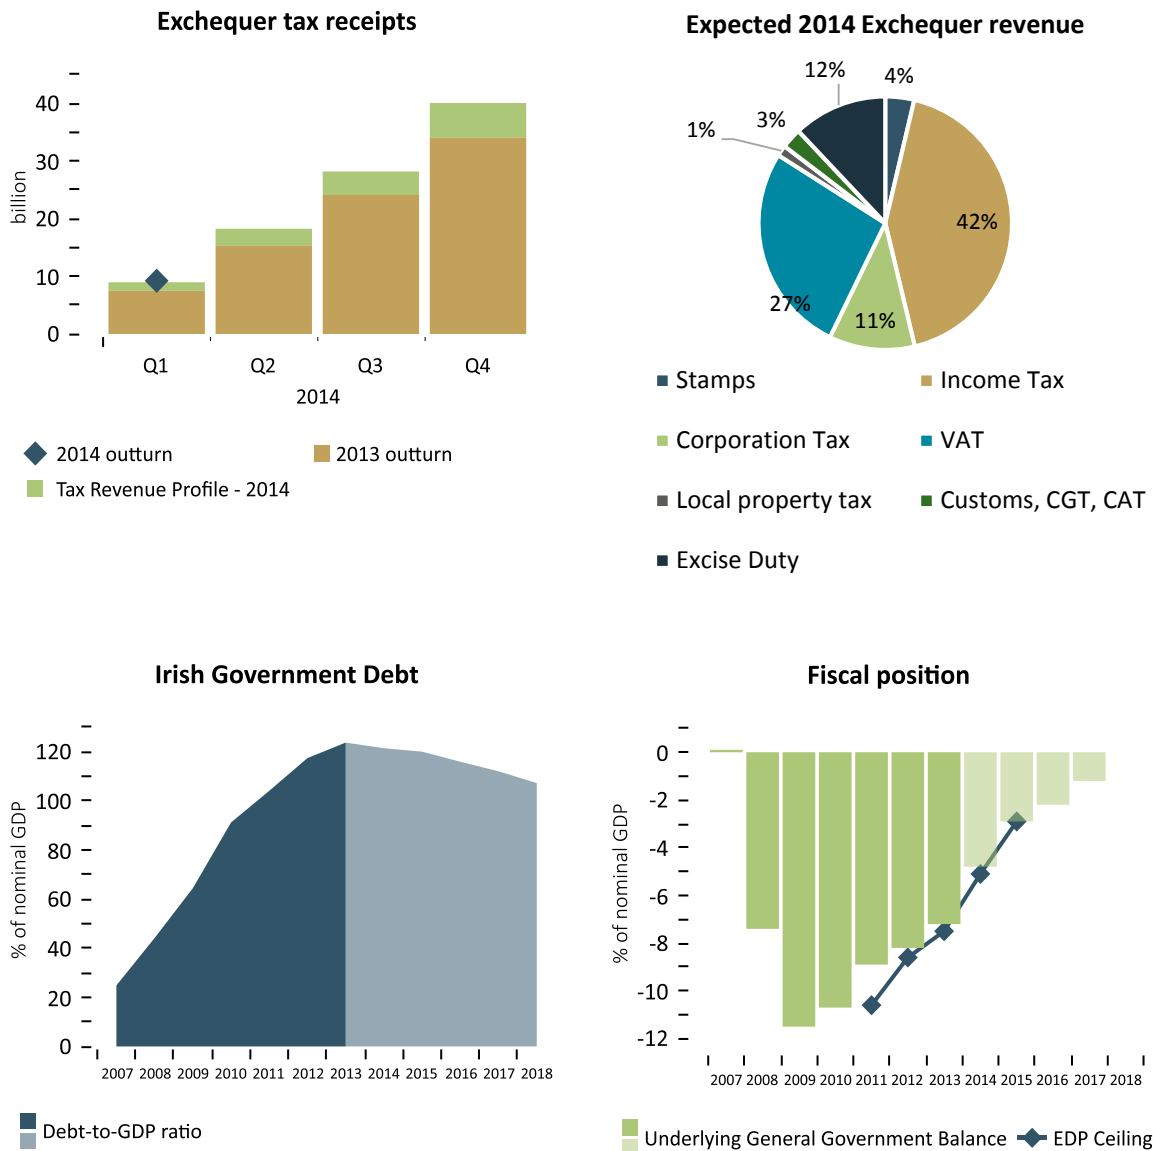 Exchequer tax receipts
billion
40
30
20
10
0
Q1 Q2 Q3 Q4
2014
2014 outturn
2013 outturn
Tax Revenue Profile - 2014
Expected 2014 Exchequer revenue
12%
4%
3%
1%
42%
27%
11%
Stamps
Income Tax
Corporation Tax
VAT
Local property tax
Customs, CGT, CAT
Excise Duty
Irish Government Debt
% of nominal GDP
120
100
80
60
40
20
0
2007 2008 2009 2010 2011 2012 2013 2014 2015 2016 2017 2018
Debt-to-GDP ratio
Fiscal position
% of nominal GDP
0
-2
-4
-6
-8
-10
-12
2007 2008 2009 2010 2011 2012 2013 2014 2015 2016 2017 2018
Underlying General Government Balance
EDP Ceiling